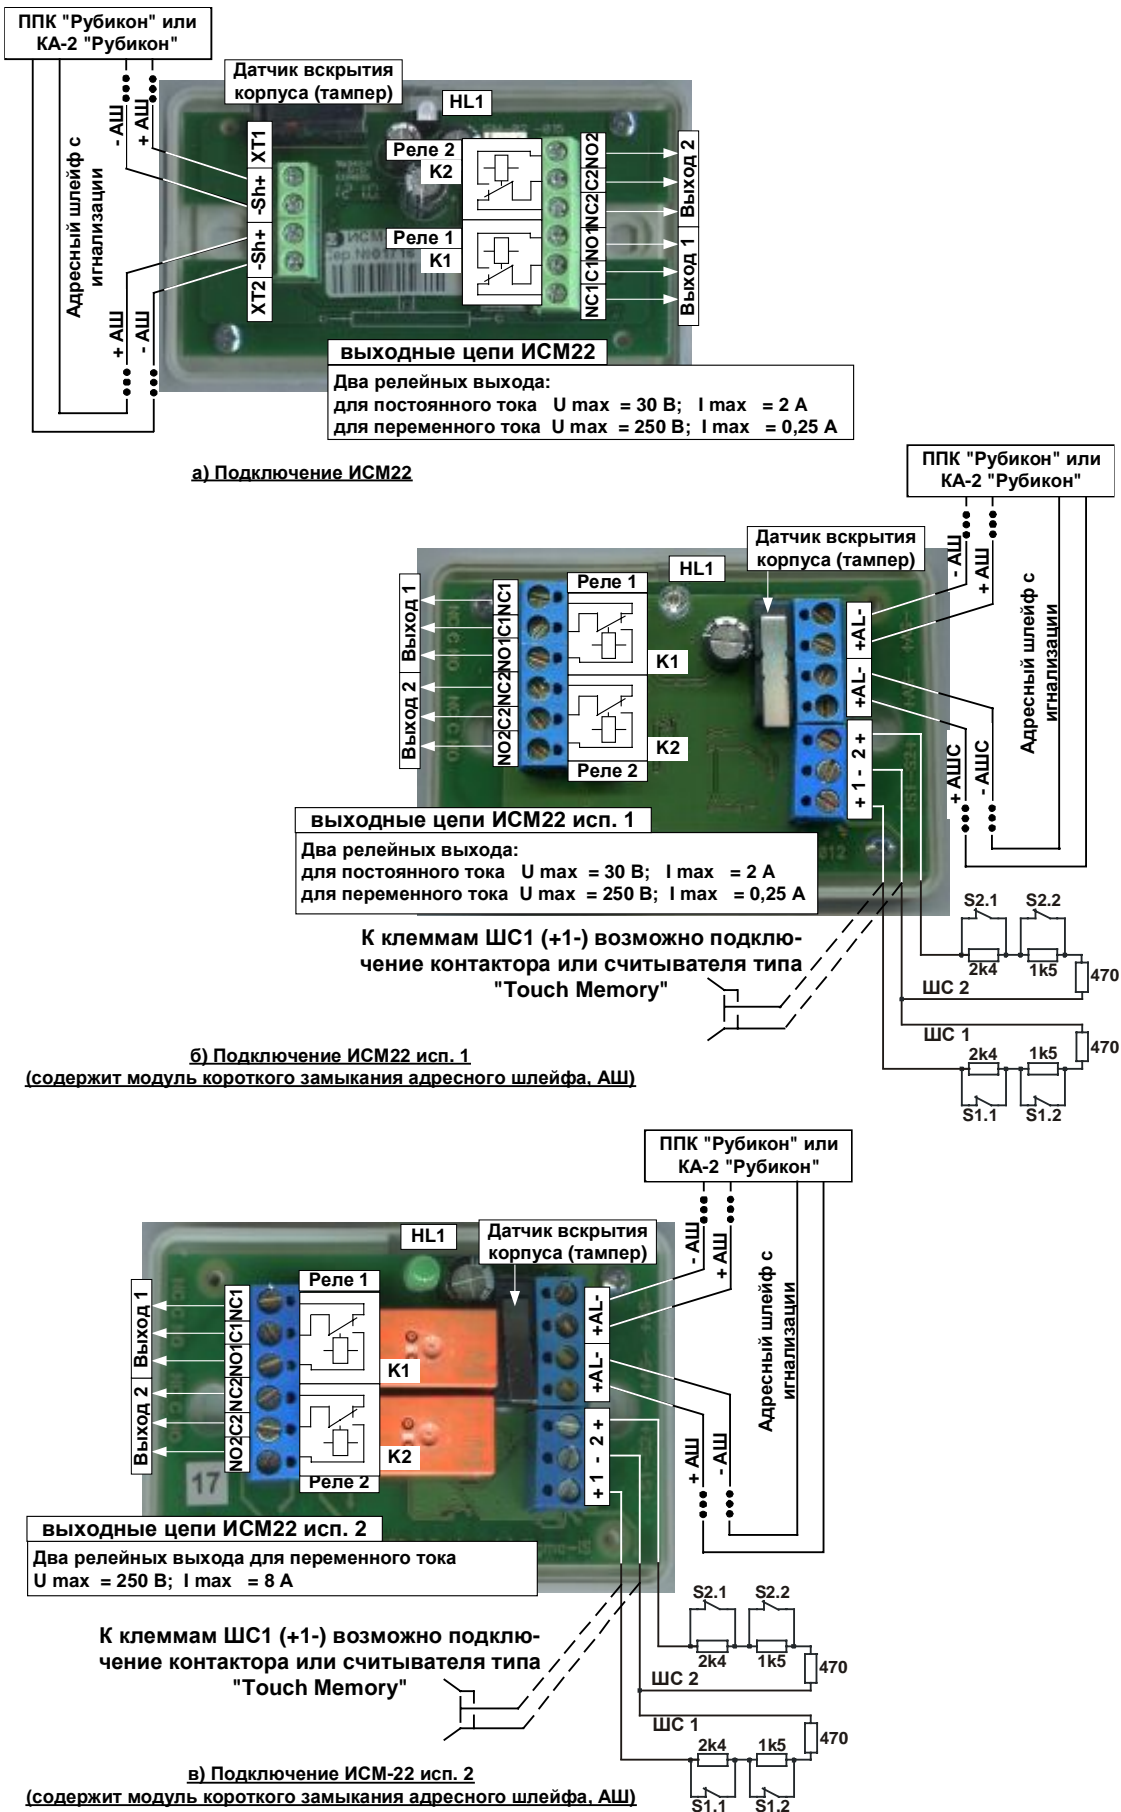 ППК "Рубикон" или
КА-2 "Рубикон"
- АШ
+ АШ
Адресный шлейф с
игнализации
+ АШ
- АШ
Датчик вскрытия
корпуса (тампер)
HL1
XT1
-Sh+
-Sh+
XT2
Реле 2
K2
Реле 1
K1
NO2
C2
NC2
NO1
C1
NC1
Выход 2
Выход 1
выходные цепи ИСМ22
Два релейных выхода:
для постоянного тока U max = 30 В; I max = 2 А
для переменного тока U max = 250 В; I max = 0,25 А
а) Подключение ИСМ22
ППК "Рубикон" или
КА-2 "Рубикон"
- АШ
+ АШ
Адресный шлейф с
игнализации
+ АШС
- АШС
Датчик вскрытия
корпуса (тампер)
HL1
Выход 1
Выход 2
NC1
C1
NO1
NC2
C2
NO2
Реле 1
K1
K2
Реле 2
+AL-
+AL-
+ 1 - 2 +
выходные цепи ИСМ22 исп. 1
Два релейных выхода:
для постоянного тока U max = 30 В; I max = 2 А
для переменного тока U max = 250 В; I max = 0,25 А
К клеммам ШС1 (+1-) возможно подклю-
чение контактора или считывателя типа
"Touch Memory"
S2.1 S2.2
2k4 1k5
470
ШС 2
ШС 1
2k4 1k5
470
S1.1 S1.2
б) Подключение ИСМ22 исп. 1
(содержит модуль короткого замыкания адресного шлейфа, АШ)
ППК "Рубикон" или
КА-2 "Рубикон"
- АШ
+ АШ
Адресный шлейф с
игнализации
+ АШ
- АШ
HL1
Датчик вскрытия
корпуса (тампер)
Выход 1
Выход 2
NC1
C1
NO1
NC2
C2
NO2
Реле 1
K1
K2
Реле 2
+AL-
+AL-
+ 1 - 2 +
17
выходные цепи ИСМ22 исп. 2
Два релейных выхода для переменного тока
U max = 250 В; I max = 8 А
К клеммам ШС1 (+1-) возможно подклю-
чение контактора или считывателя типа
"Touch Memory"
S2.1 S2.2
2k4 1k5
470
ШС 2
ШС 1
2k4 1k5
470
S1.1 S1.2
в) Подключение ИСМ-22 исп. 2
(содержит модуль короткого замыкания адресного шлейфа, АШ)